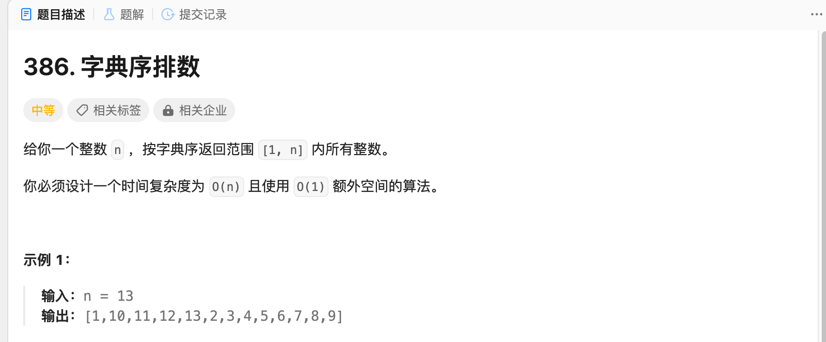 题目描述 题解 提交记录
386. 字典序排数
中等 相关标签 相关企业
给你一个整数 n ，按字典序返回范围 [1, n] 内所有整数。
你必须设计一个时间复杂度为 O(n) 且使用 O(1) 额外空间的算法。
示例 1：
输入：n = 13
输出：[1,10,11,12,13,2,3,4,5,6,7,8,9]